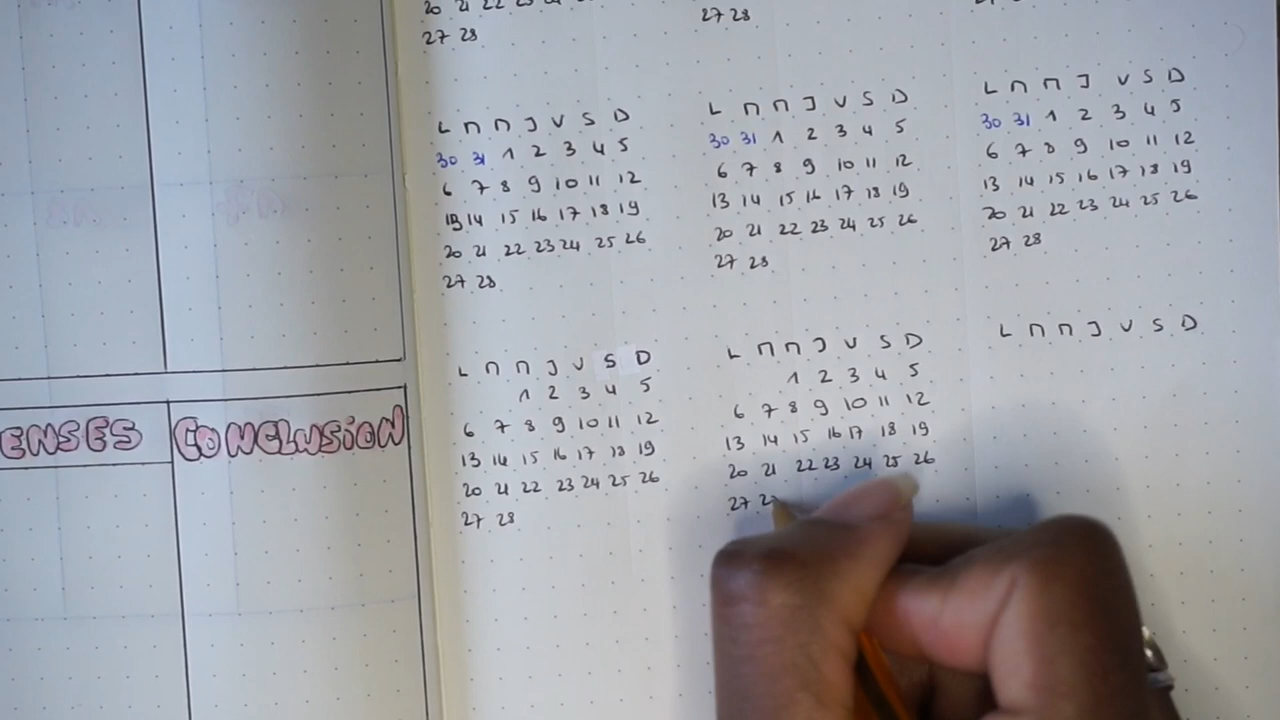 20 21 22 23
27 28
27 28
L M M J V S D
30 31 1 2 3 4 5
6 7 8 9 10 11 12
13 14 15 16 17 18 19
20 21 22 23 24 25 26
27 28
L M M J V S D
30 31 1 2 3 4 5
6 7 8 9 10 11 12
13 14 15 16 17 18 19
20 21 22 23 24 25 26
27 28
L M M J V S D
30 31 1 2 3 4 5
6 7 8 9 10 11 12
13 14 15 16 17 18 19
20 21 22 23 24 25 26
27 28
L M M J V S D
1 2 3 4 5
6 7 8 9 10 11 12
13 14 15 16 17 18 19
20 21 22 23 24 25 26
27 28
L M M J V S D
1 2 3 4 5
6 7 8 9 10 11 12
13 14 15 16 17 18 19
20 21 22 23 24 25 26
27 2
L M M J V S D
ENSES
CONCLUSION